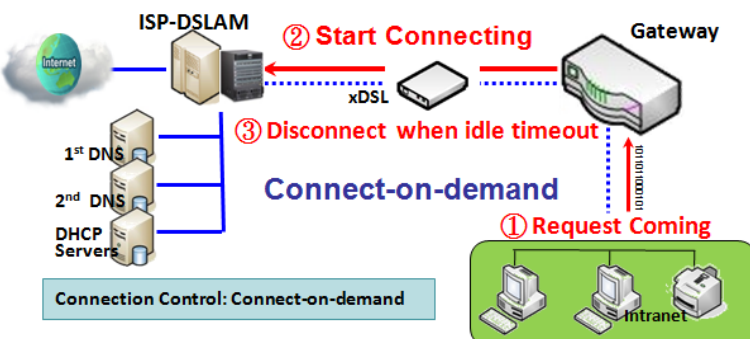 ISP-DSLAM
② Start Connecting
Gateway
Internet
xDSL
③ Disconnect when idle timeout
1st DNS
2nd DNS
DHCP
Servers
Connect-on-demand
101101000101
① Request Coming
Intranet
Connection Control: Connect-on-demand